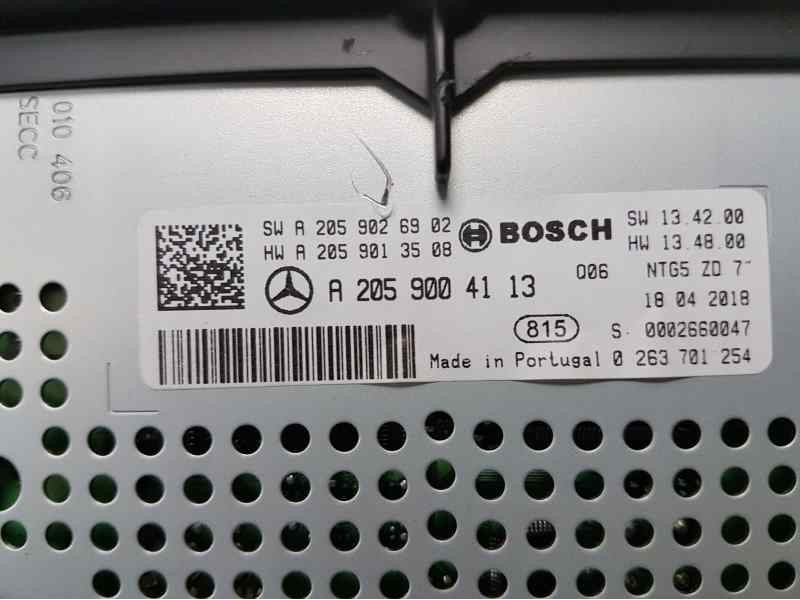 010 406
SECC
SW A 205 902 69 02
HW A 205 901 35 08
BOSCH
SW 13.42.00
HW 13.48.00
A 205 900 41 13
006 NTG5 ZD 7"
18 04 2018
815
S. 0002660047
Made in Portugal 0 263 701 254